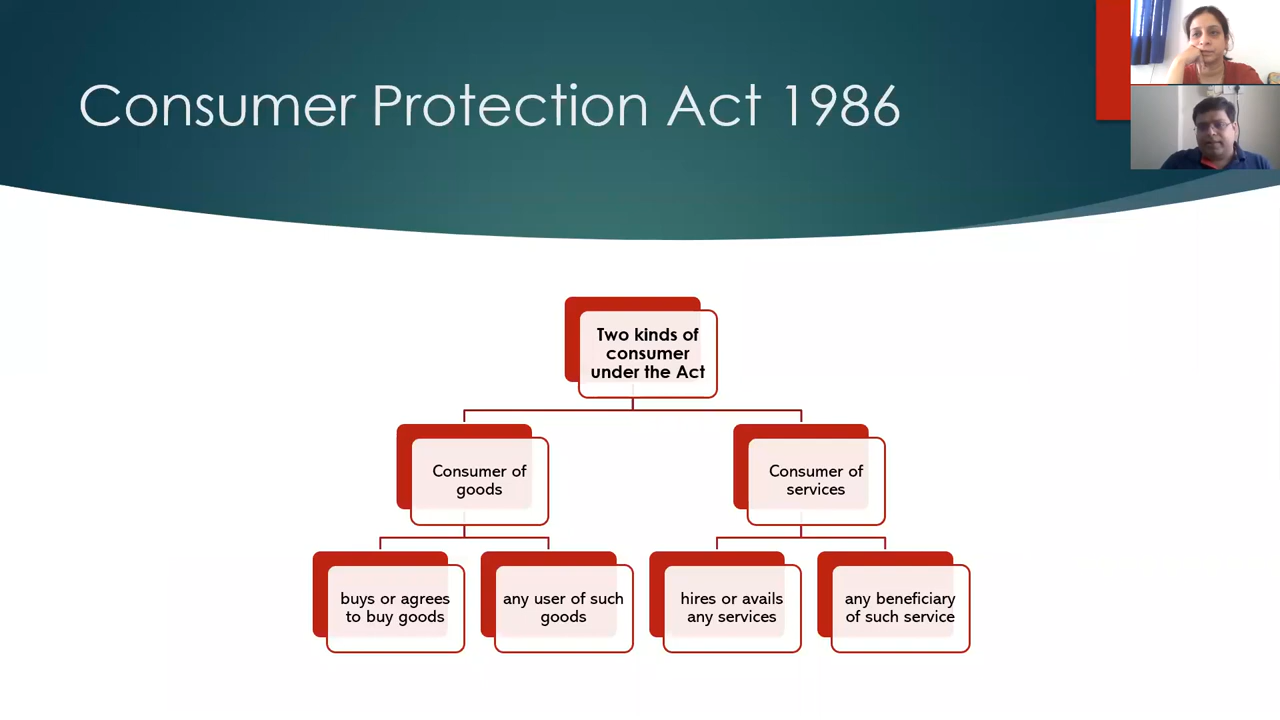 Consumer Protection Act 1986
Two kinds of
consumer
under the Act
Consumer of
goods
Consumer of
services
buys or agrees
to buy goods
any user of such
goods
hires or avails
any services
any beneficiary
of such service